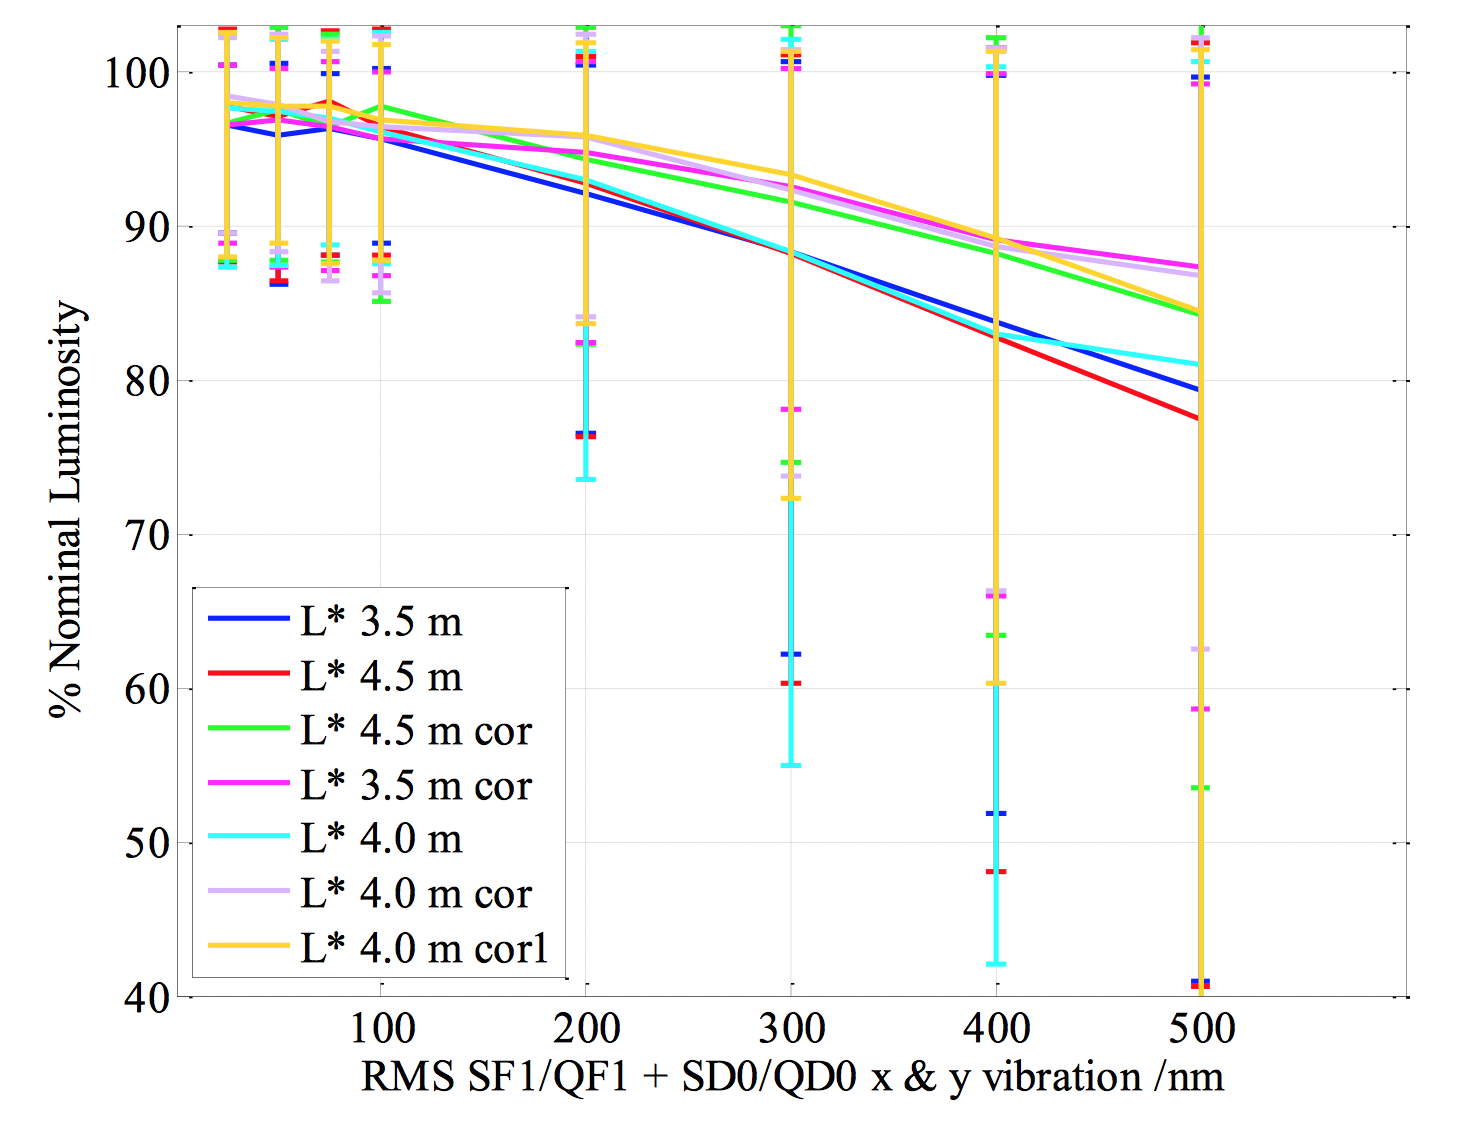 100
90
80
70
60
50
40
% Nominal Luminosity
L* 3.5 m
L* 4.5 m
L* 4.5 m cor
L* 3.5 m cor
L* 4.0 m
L* 4.0 m cor
L* 4.0 m cor1
100 200 300 400 500
RMS SF1/QF1 + SD0/QD0 x & y vibration /nm